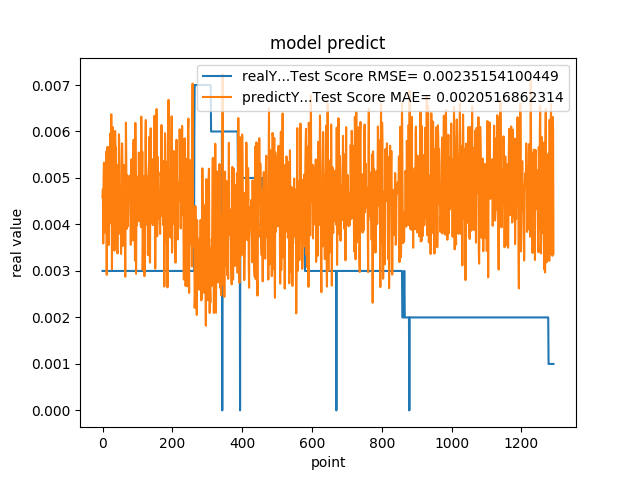 model predict
realY...Test Score RMSE= 0.00235154100449
predictY...Test Score MAE= 0.0020516862314
0.007
0.006
0.005
0.004
0.003
0.002
0.001
0.000
real value
0 200 400 600 800 1000 1200
point